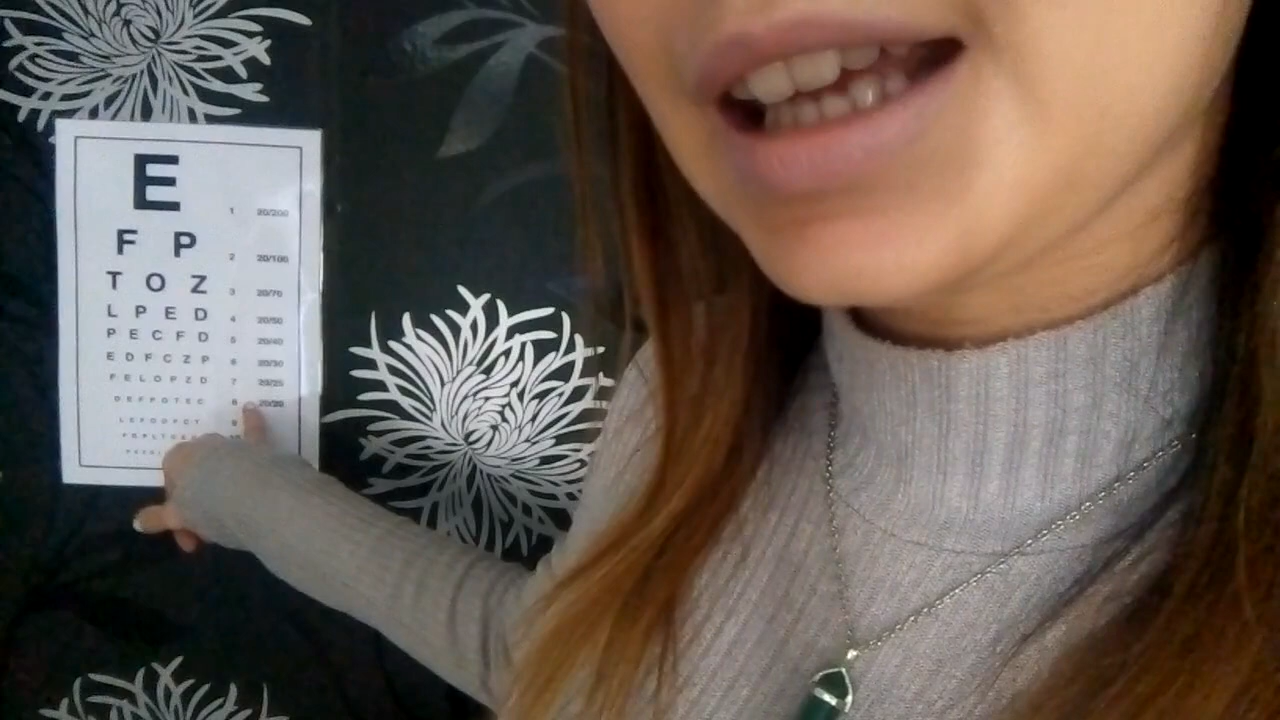 E 1 20/200
F P 2 20/100
T O Z 3 20/70
L P E D 4 20/50
P E C F D 5 20/40
E D F C Z P 6 20/30
F E L O P Z D 7 20/25
D E F P O T E C 8 20/20
9